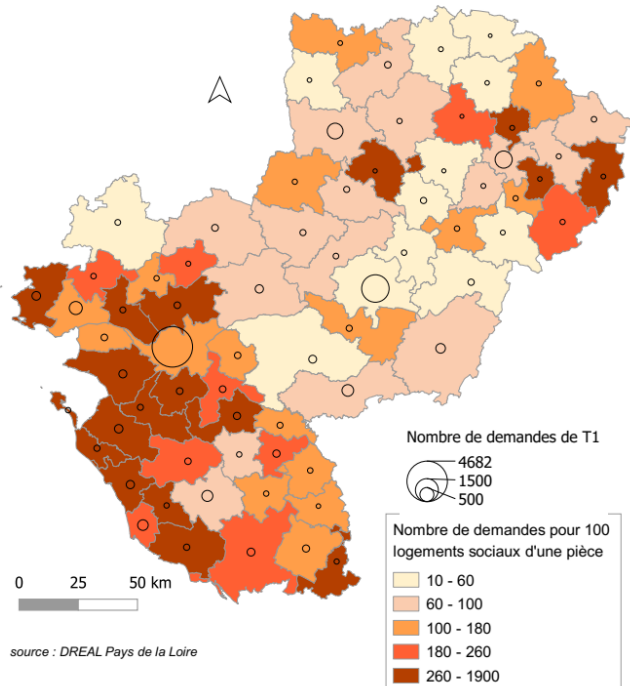 Nombre de demandes de T1
4682
1500
500
Nombre de demandes pour 100
logements sociaux d'une pièce
10 - 60
60 - 100
100 - 180
180 - 260
260 - 1900
0 25 50 km
source : DREAL Pays de la Loire